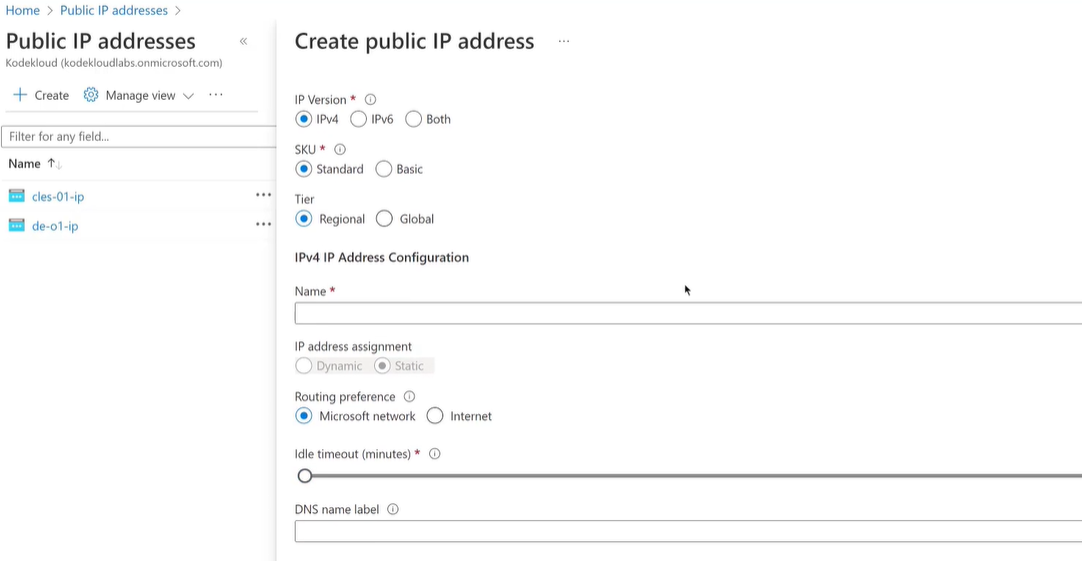 Home > Public IP addresses >
Public IP addresses «
Kodekloud (kodekloudlabs.onmicrosoft.com)
+ Create Manage view ...
Filter for any field...
Name ↑↓
cles-01-ip ...
de-o1-ip ...
Create public IP address ...
IP Version *
IPv4 IPv6 Both
SKU *
Standard Basic
Tier
Regional Global
IPv4 IP Address Configuration
Name *
IP address assignment
Dynamic Static
Routing preference
Microsoft network Internet
Idle timeout (minutes) *
DNS name label